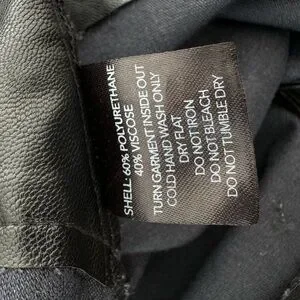 SHELL: 60% POLYURETHANE
40% VISCOSE
TURN GARMENT INSIDE OUT
COLD HAND WASH ONLY
DRY FLAT
DO NOT IRON
DO NOT BLEACH
DO NOT TUMBLE DRY